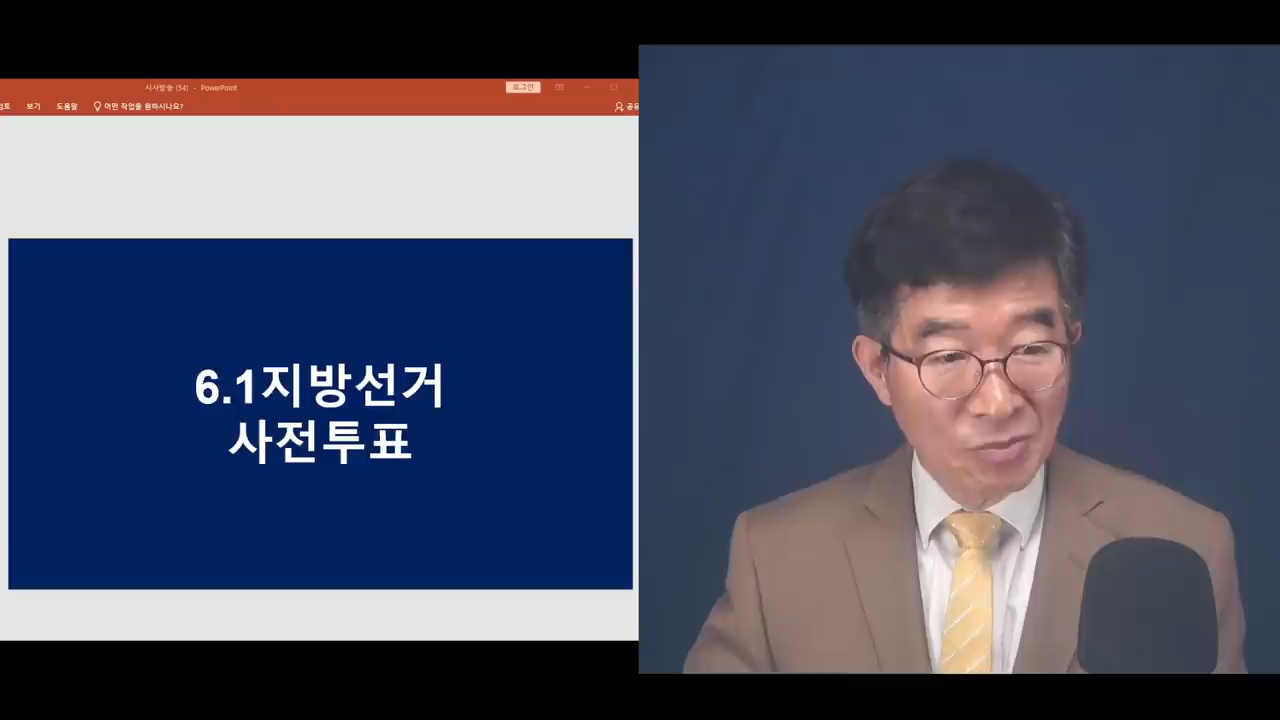 시사방송 (54) - PowerPoint
로그인
검토 보기 도움말 어떤 작업을 원하시나요?
공유
6.1지방선거
사전투표